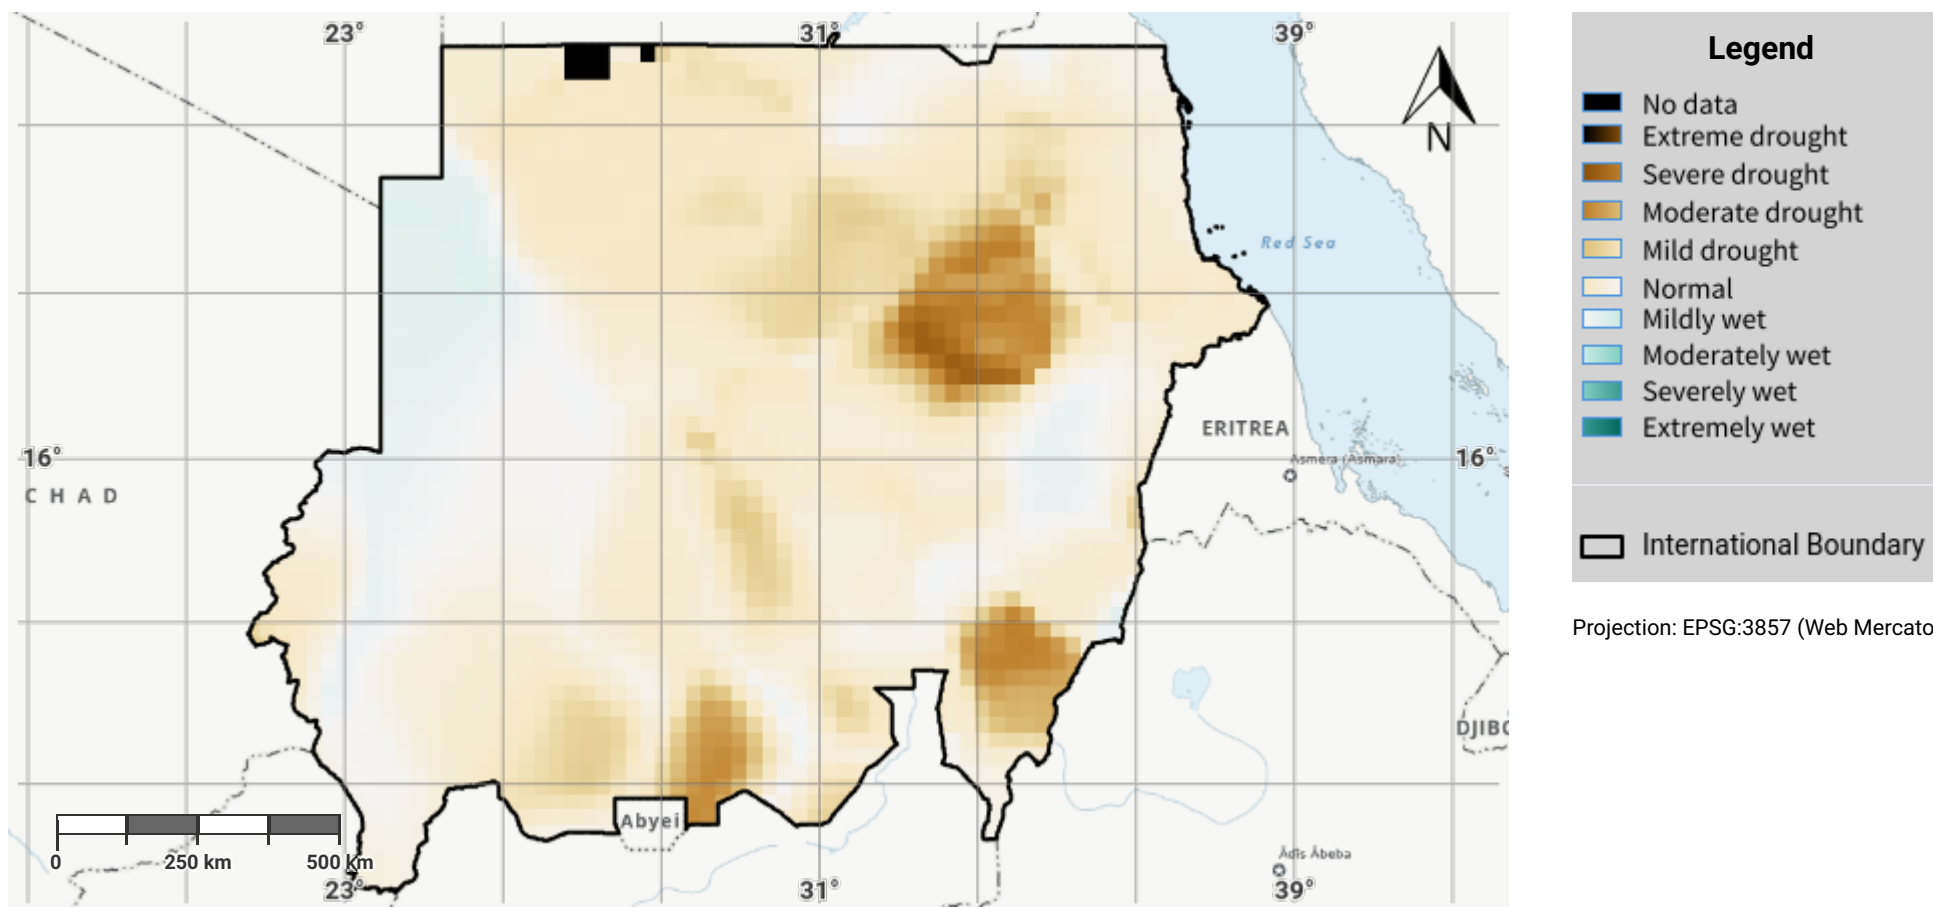 23°
31°
39°
Red Sea
ERITREA
16°
16°
Asmera (Asmara)
CHAD
DJIBO
Abyei
0
250 km
500 km
Ādīs Ābeba
23°
31°
39°
N
Legend
No data
Extreme drought
Severe drought
Moderate drought
Mild drought
Normal
Mildly wet
Moderately wet
Severely wet
Extremely wet
International Boundary
Projection: EPSG:3857 (Web Mercato